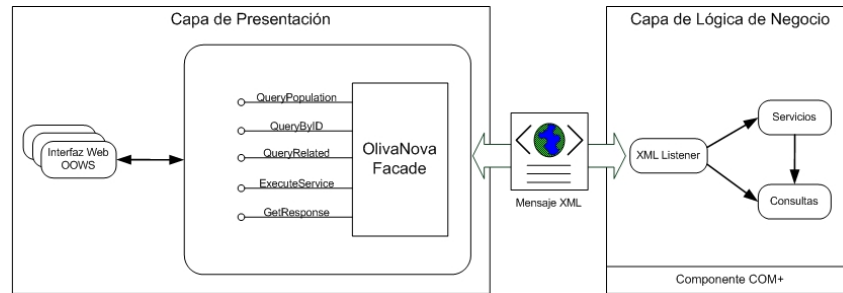 Capa de Presentación
Capa de Lógica de Negocio
QueryPopulation
QueryByID
QueryRelated
ExecuteService
GetResponse
OlivaNova
Facade
Interfaz Web
OOWS
Mensaje XML
XML Listener
Servicios
Consultas
Componente COM+